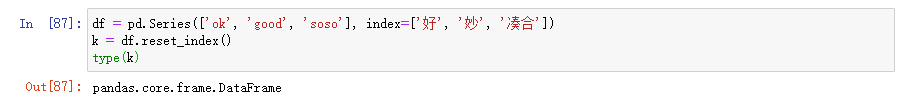 In [87]: df = pd.Series(['ok', 'good', 'soso'], index=['好', '妙', '凑合'])
k = df.reset_index()
type(k)
Out[87]: pandas.core.frame.DataFrame